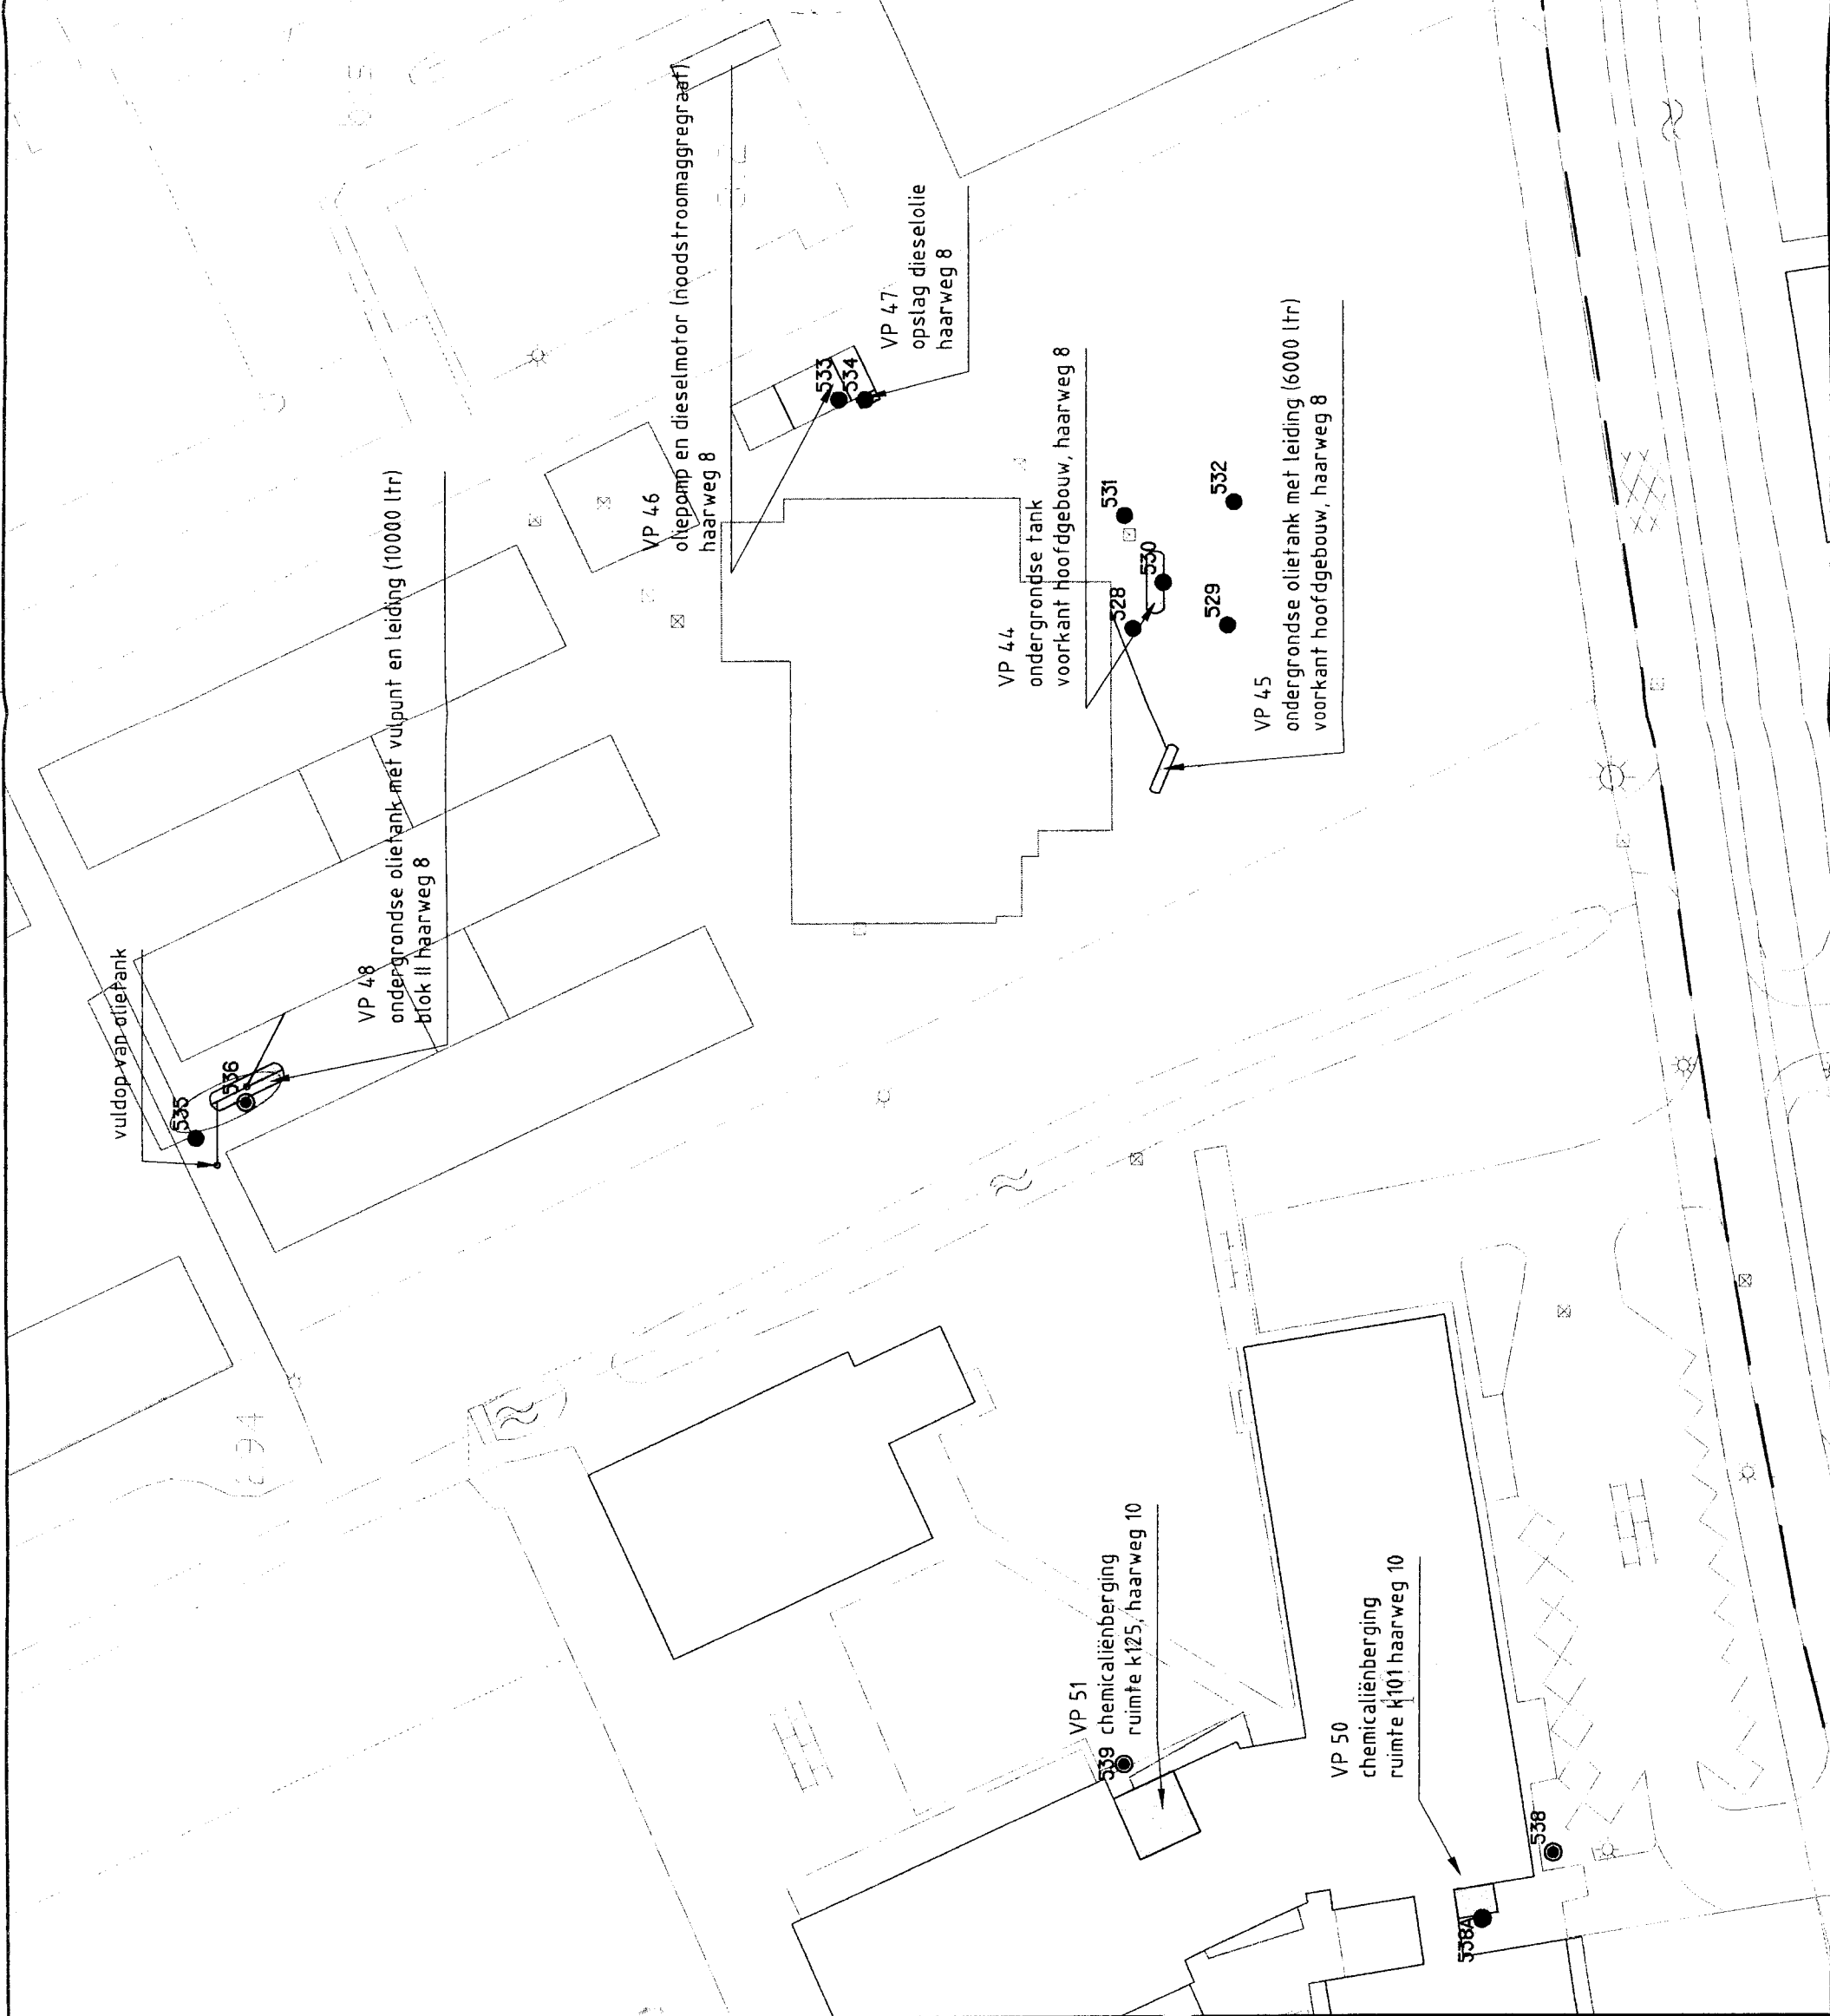 vuldop van olietank
535
536
VP 48
ondergrondse olietank met vulpunt en leiding (10000 ltr)
blok II haarweg 8
VP 46
oliepomp en dieselmotor (noodstroomaggregraat)
haarweg 8
533
534
VP 47
opslag dieselolie
haarweg 8
VP 44
ondergrondse tank
voorkant hoofdgebouw, haarweg 8
528
530
531
529
532
VP 45
ondergrondse olietank met leiding (6000 ltr)
voorkant hoofdgebouw, haarweg 8
VP 51
539 chemicaliënberging
ruimte k125, haarweg 10
VP 50
chemicaliënberging
ruimte k101 haarweg 10
538
538A